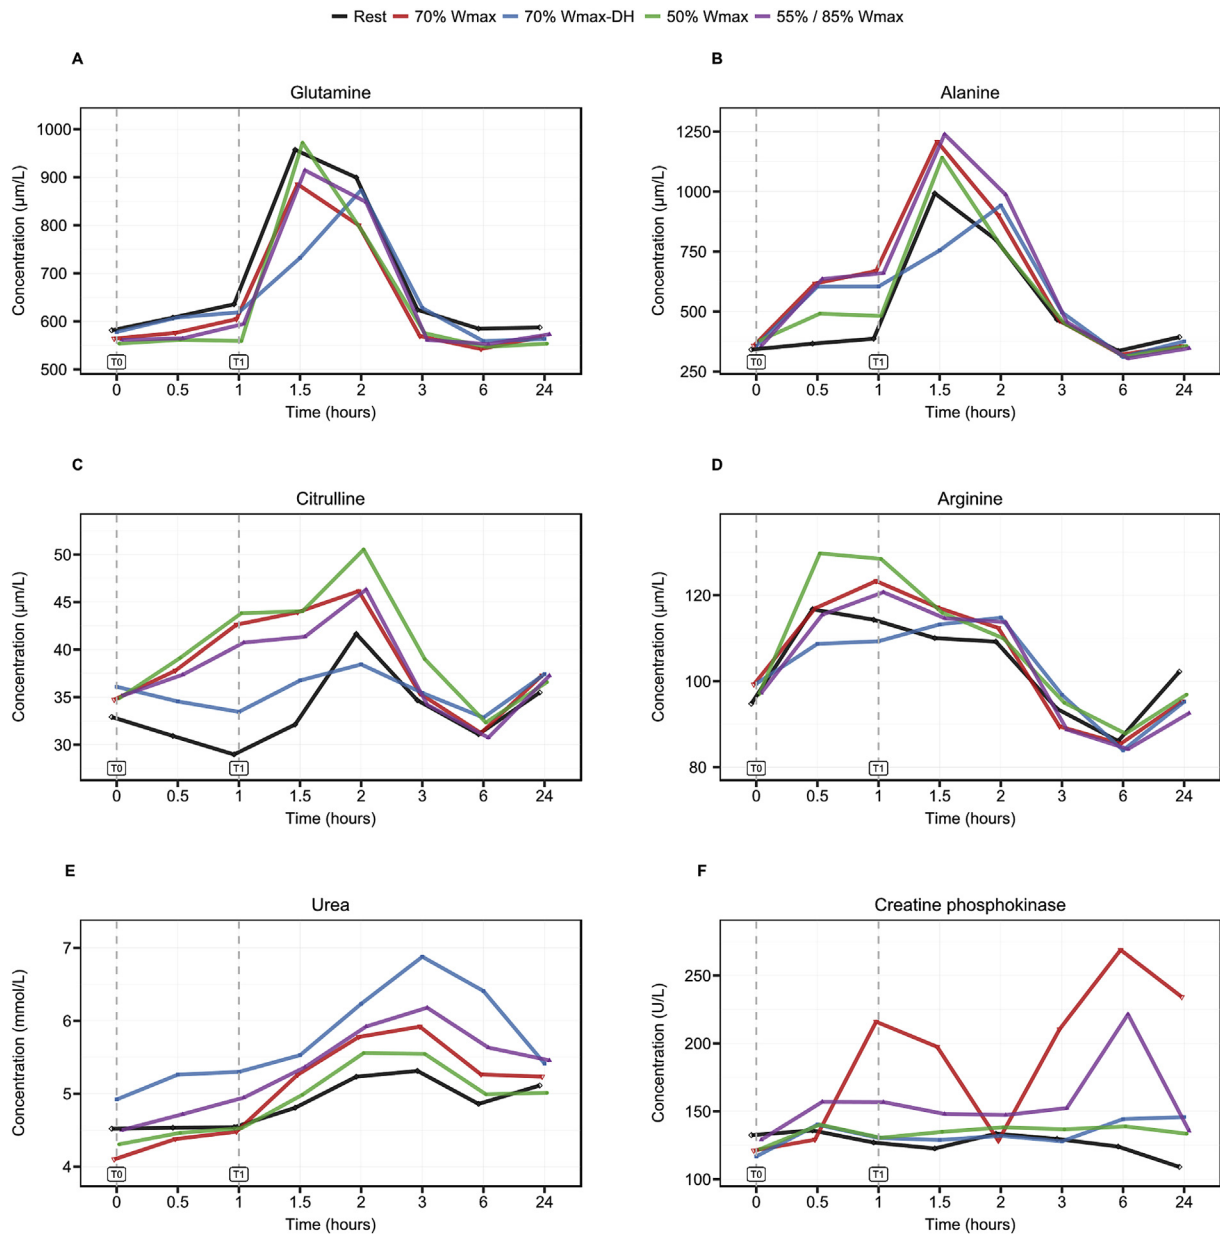 Rest 70% Wmax 70% Wmax-DH 50% Wmax 55% / 85% Wmax
A
Glutamine
Concentration (µm/L)
1000
900
800
700
600
500
T0 T1
0 0.5 1 1.5 2 3 6 24
Time (hours)
B
Alanine
Concentration (µm/L)
1250
1000
750
500
250
T0 T1
0 0.5 1 1.5 2 3 6 24
Time (hours)
C
Citrulline
Concentration (µm/L)
50
45
40
35
30
T0 T1
0 0.5 1 1.5 2 3 6 24
Time (hours)
D
Arginine
Concentration (µm/L)
120
100
80
T0 T1
0 0.5 1 1.5 2 3 6 24
Time (hours)
E
Urea
Concentration (mmol/L)
7
6
5
4
T0 T1
0 0.5 1 1.5 2 3 6 24
Time (hours)
F
Creatine phosphokinase
Concentration (U/L)
250
200
150
100
T0 T1
0 0.5 1 1.5 2 3 6 24
Time (hours)